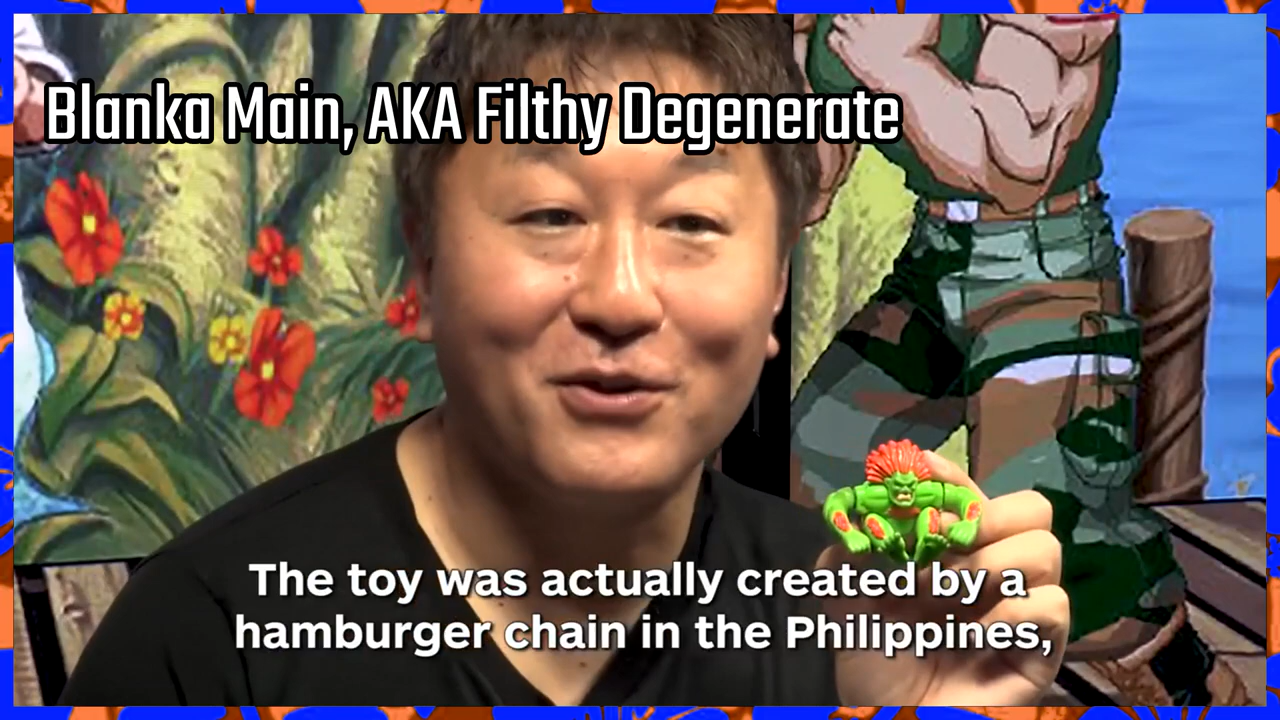 Blanka Main, AKA Filthy Degenerate
The toy was actually created by a
hamburger chain in the Philippines,